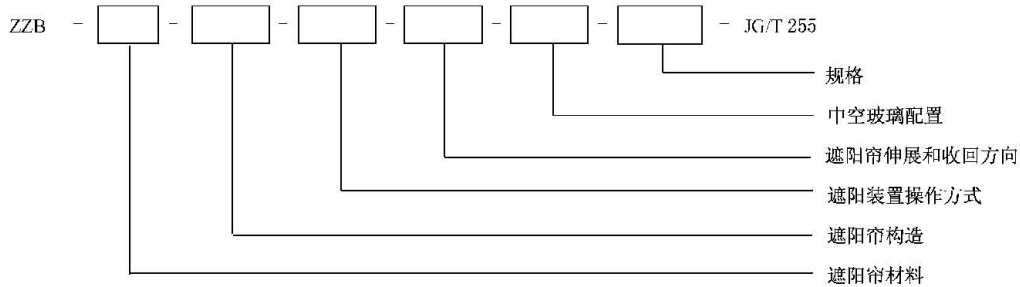 ZZB - - - - - - - JG/T 255
规格
中空玻璃配置
遮阳帘伸展和收回方向
遮阳装置操作方式
遮阳帘构造
遮阳帘材料